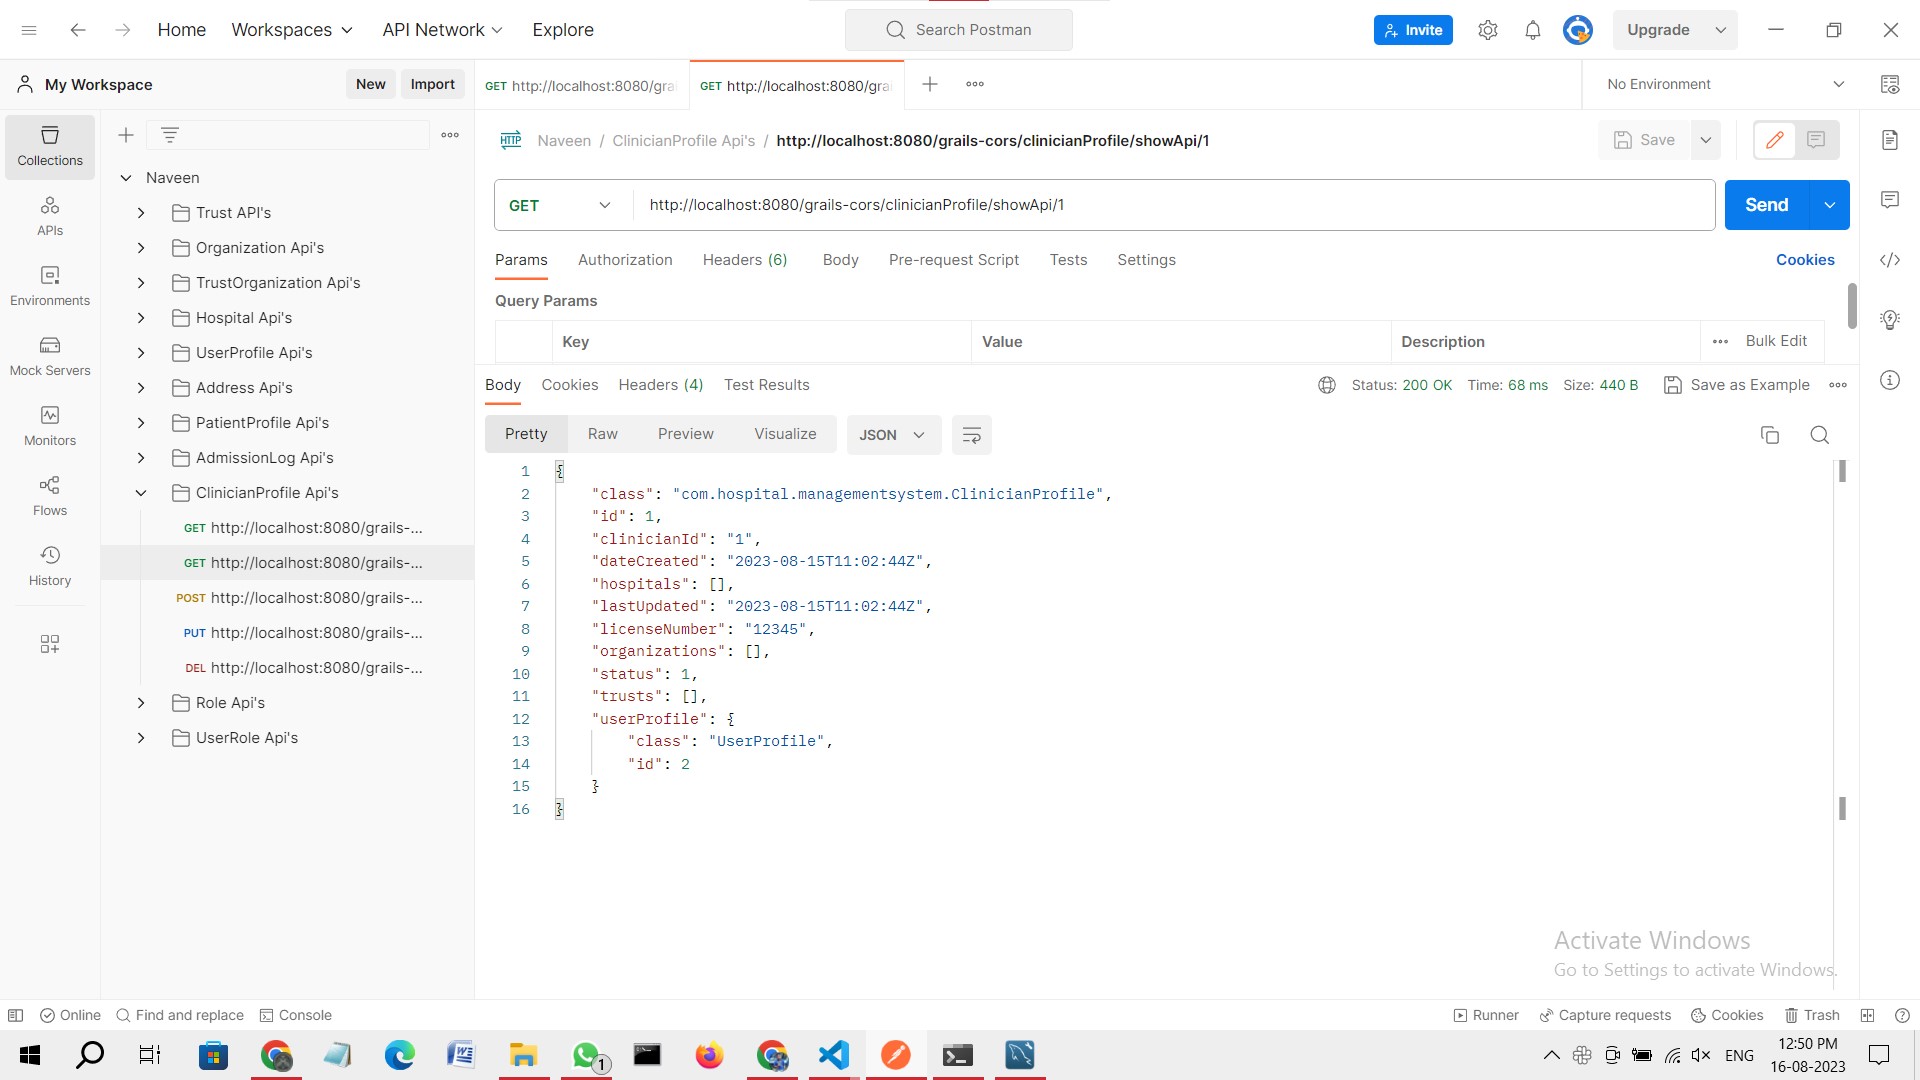 Home
Workspaces
API Network
Explore
Search Postman
Invite
Upgrade
My Workspace
New
Import
GET http://localhost:8080/gra
GET http://localhost:8080/gra
No Environment
Collections
APIs
Environments
Mock Servers
Monitors
Flows
History
Naveen
Trust API's
Organization Api's
TrustOrganization Api's
Hospital Api's
UserProfile Api's
Address Api's
PatientProfile Api's
AdmissionLog Api's
ClinicianProfile Api's
GET http://localhost:8080/grails-...
GET http://localhost:8080/grails-...
POST http://localhost:8080/grails-...
PUT http://localhost:8080/grails-...
DEL http://localhost:8080/grails-...
Role Api's
UserRole Api's
HTTP Naveen / ClinicianProfile Api's / http://localhost:8080/grails-cors/clinicianProfile/showApi/1
Save
GET http://localhost:8080/grails-cors/clinicianProfile/showApi/1
Send
Params Authorization Headers (6) Body Pre-request Script Tests Settings
Cookies
Query Params
Key Value Description Bulk Edit
Body Cookies Headers (4) Test Results
Status: 200 OK Time: 68 ms Size: 440 B Save as Example
Pretty Raw Preview Visualize JSON
1 {
2 "class": "com.hospital.managementsystem.ClinicianProfile",
3 "id": 1,
4 "clinicianId": "1",
5 "dateCreated": "2023-08-15T11:02:44Z",
6 "hospitals": [],
7 "lastUpdated": "2023-08-15T11:02:44Z",
8 "licenseNumber": "12345",
9 "organizations": [],
10 "status": 1,
11 "trusts": [],
12 "userProfile": {
13 "class": "UserProfile",
14 "id": 2
15 }
16 }
Activate Windows
Go to Settings to activate Windows.
Online Find and replace Console
Runner Capture requests Cookies Trash
1
ENG
12:50 PM
16-08-2023